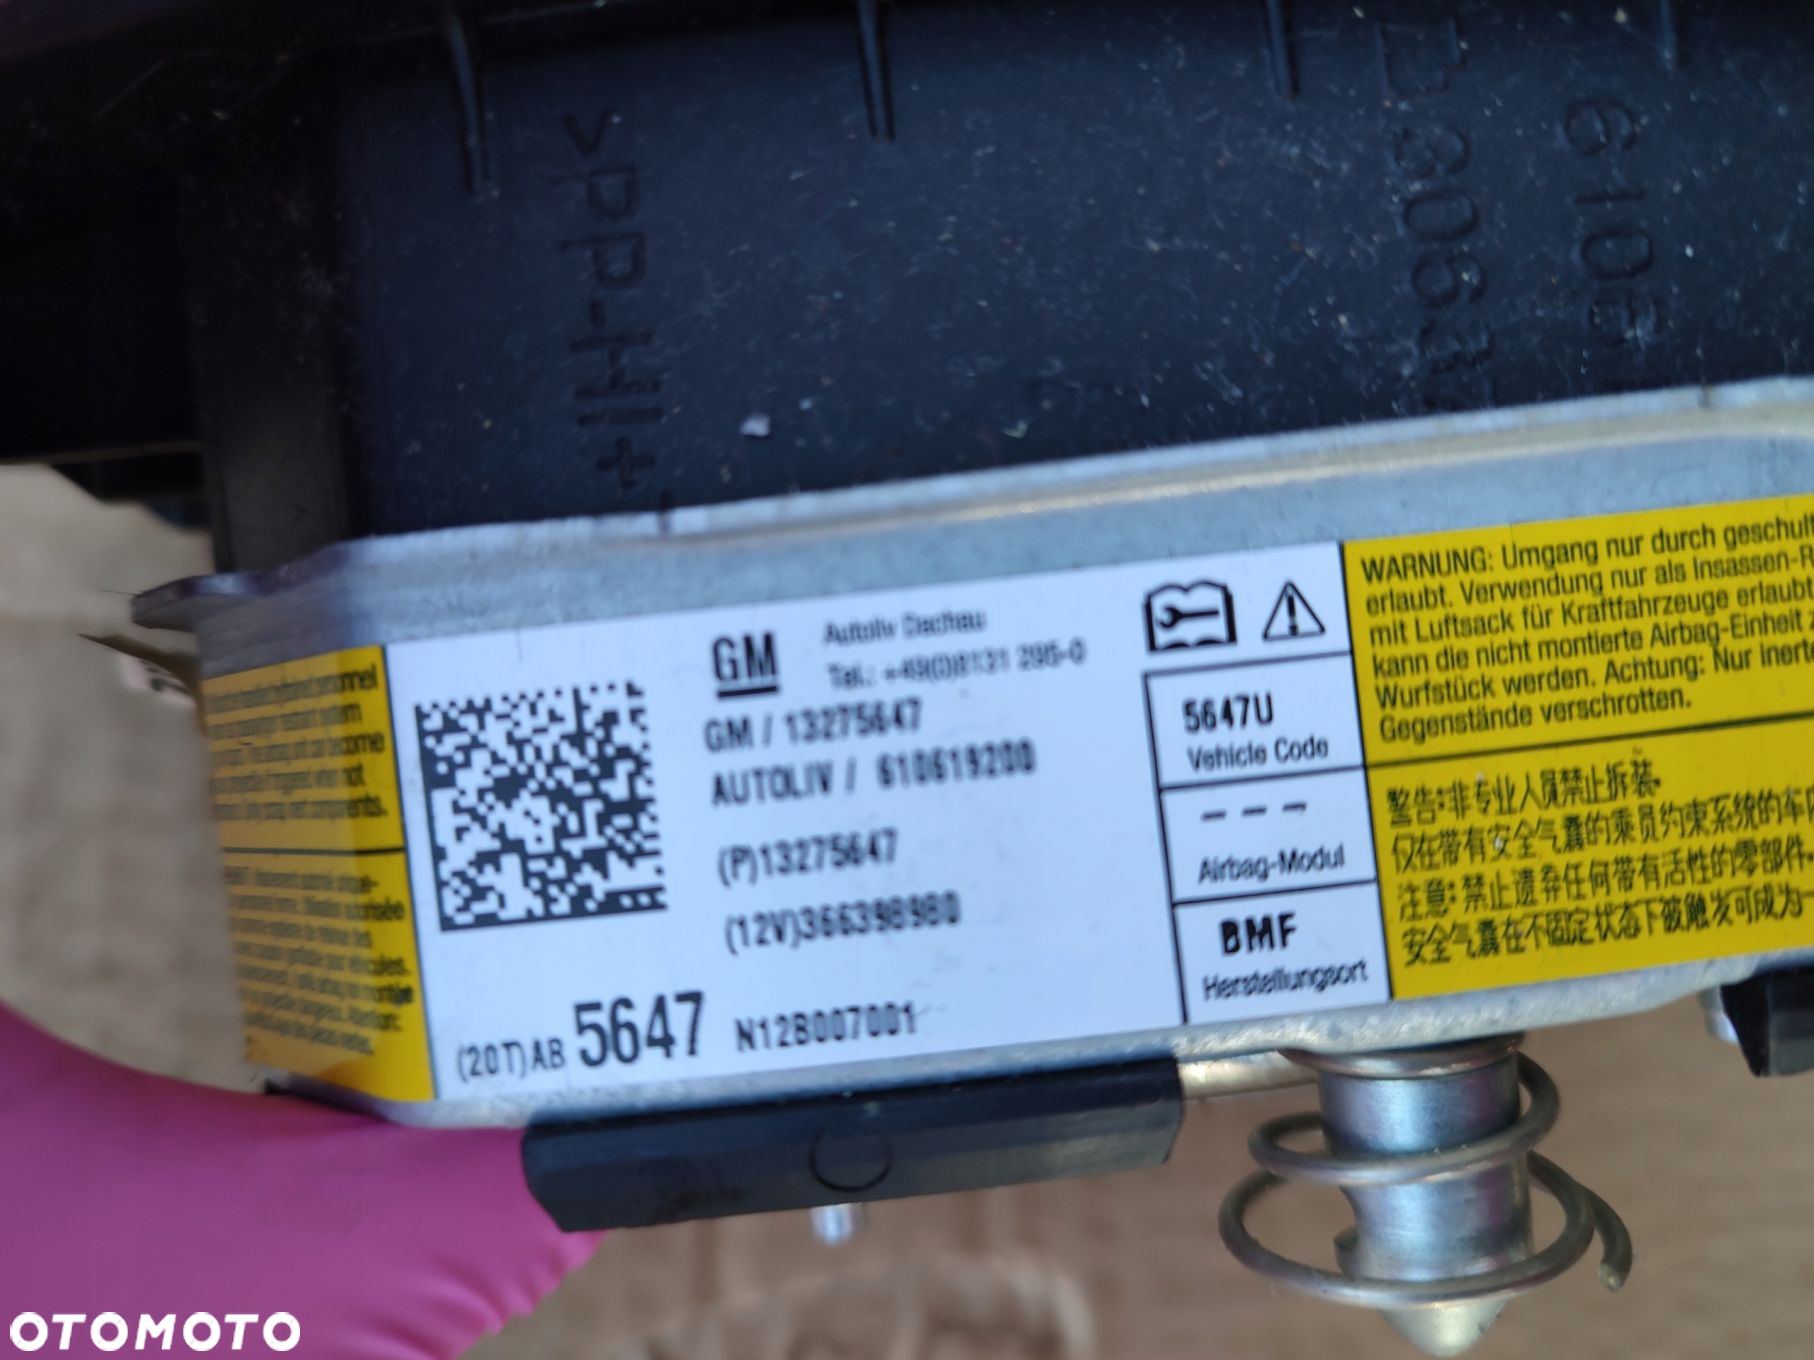 GM
Autoliv Dachau
Tel.: +49(0)8131 295-0
GM / 13275647
AUTOLIV / 610619200
(P)13275647
(12V)366398980
(20T)AB 5647 N12B007001
5647U
Vehicle Code
- - -
Airbag-Modul
BMF
Herstellungsort
WARNUNG: Umgang nur durch geschult
erlaubt. Verwendung nur als Insassen-R
mit Luftsack für Kraftfahrzeuge erlaubt
kann die nicht montierte Airbag-Einheit z
Wurfstück werden. Achtung: Nur inerte
Gegenstände verschrotten.
警告:非专业人员禁止拆装.
仅在带有安全气囊的乘员约束系统的车内
注意:禁止遗弃任何带有活性的零部件.
安全气囊在不固定状态下被触发可成为一
OTOMOTO